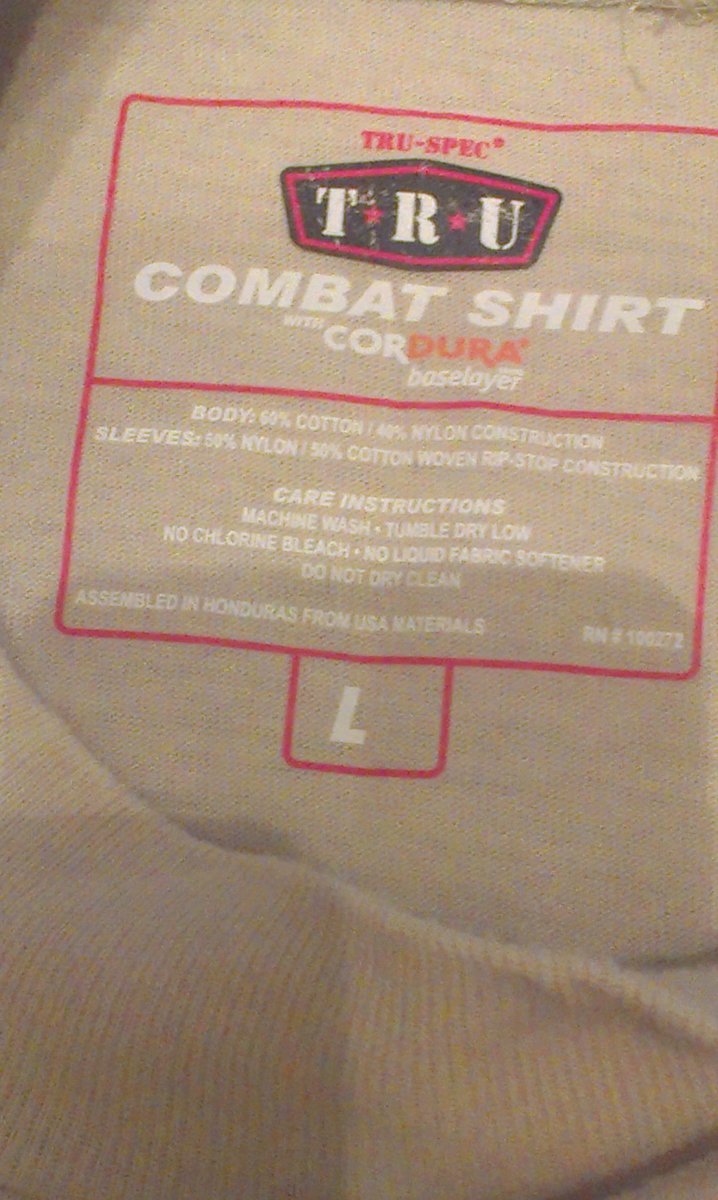 TRU-SPEC®
T★R★U
COMBAT SHIRT
WITH CORDURA®
baselayer
BODY: 60% COTTON / 40% NYLON CONSTRUCTION
SLEEVES: 50% NYLON / 50% COTTON WOVEN RIP-STOP CONSTRUCTION
CARE INSTRUCTIONS
MACHINE WASH • TUMBLE DRY LOW
NO CHLORINE BLEACH • NO LIQUID FABRIC SOFTENER
DO NOT DRY CLEAN
ASSEMBLED IN HONDURAS FROM USA MATERIALS RN # 100272
L